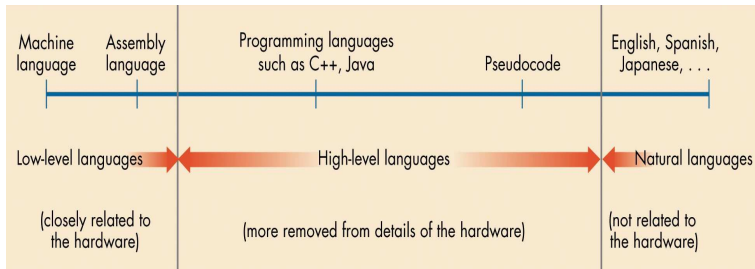 Machine
language
Assembly
language
Programming languages
such as C++, Java
Pseudocode
English, Spanish,
Japanese, . . .
Low-level languages
High-level languages
Natural languages
(closely related to
the hardware)
(more removed from details of the hardware)
(not related to
the hardware)